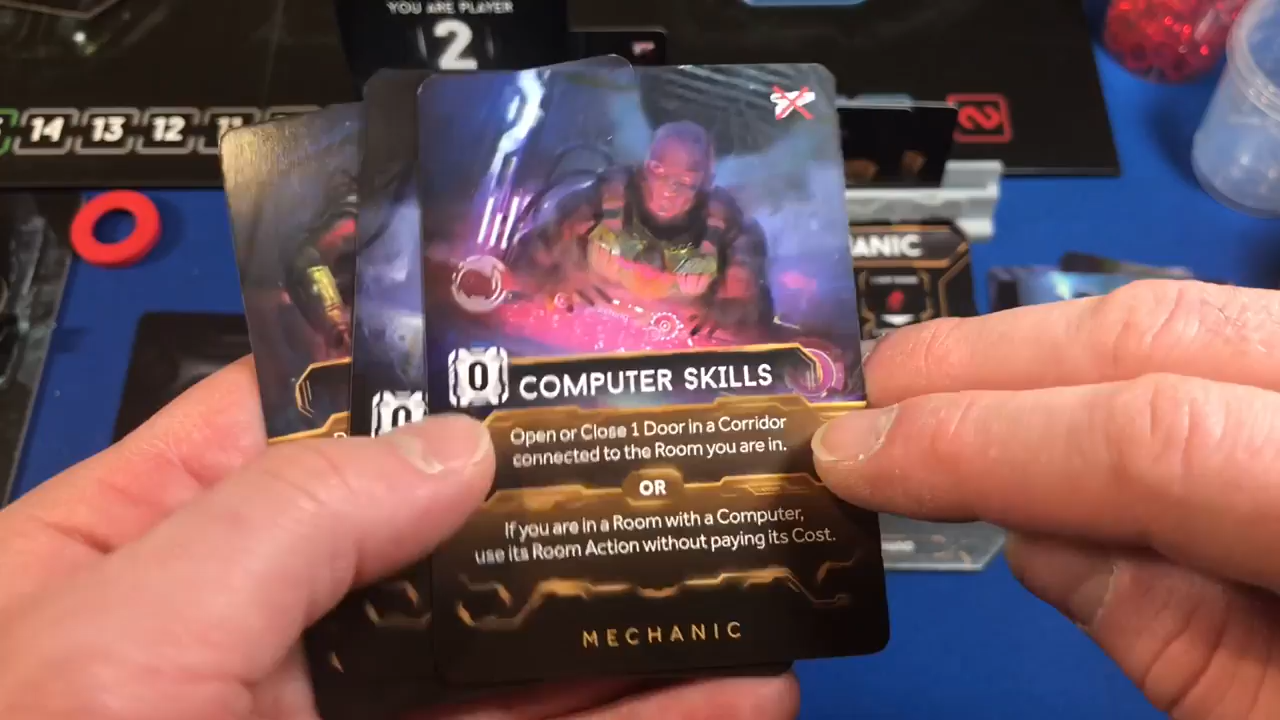 YOU ARE PLAYER
2
14 13 12
2
ANIC
0
COMPUTER SKILLS
0
Open or Close 1 Door in a Corridor
connected to the Room you are in.
OR
If you are in a Room with a Computer,
use its Room Action without paying its Cost.
MECHANIC